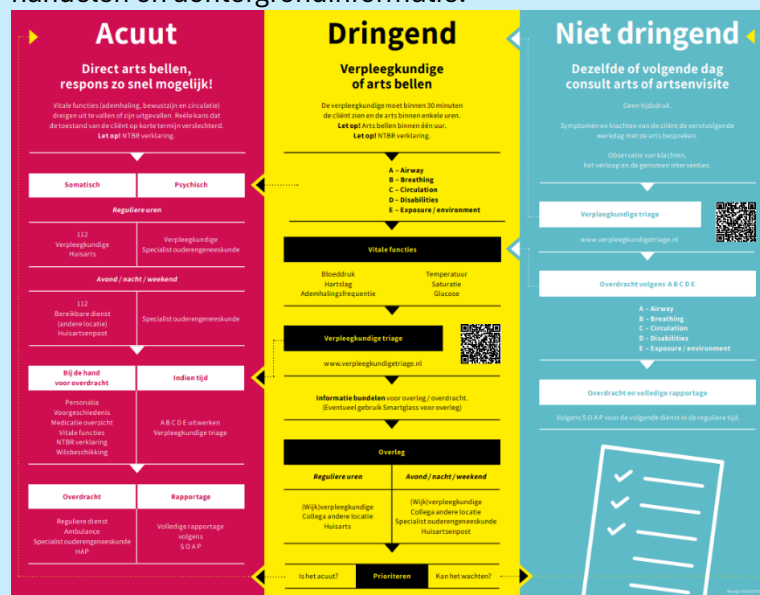 handelen en achtergrondinformatie.
Acuut
Direct arts bellen,
respons zo snel mogelijk!
Vitale functies (ademhaling, bewustzijn en circulatie)
dreigen uit te vallen of zijn uitgevallen. Reële kans dat
de toestand van de cliënt op korte termijn verslechterd.
Let op! NTBR verklaring.
Somatisch
Psychisch
Reguliere uren
112
Verpleegkundige
Huisarts
Verpleegkundige
Specialist ouderengeneeskunde
Avond / nacht / weekend
112
Bereikbare dienst
(andere locatie)
Huisartsenpost
Specialist ouderengeneeskunde
Bij de hand
voor overdracht
Indien tijd
Personalia
Voorgeschiedenis
Medicatie overzicht
Vitale functies
NTBR verklaring
Wilsbeschikking
A B C D E uitwerken
Verpleegkundige triage
Overdracht
Rapportage
Reguliere dienst
Ambulance
Specialist ouderengeneeskunde
HAP
Volledige rapportage
volgens
S O A P
Dringend
Verpleegkundige
of arts bellen
De verpleegkundige moet binnen 30 minuten
de cliënt zien en de arts binnen enkele uren.
Let op! Arts bellen binnen één uur.
Let op! NTBR verklaring.
A – Airway
B – Breathing
C – Circulation
D – Disabilities
E – Exposure / environment
Vitale functies
Bloeddruk
Hartslag
Ademhalingsfrequentie
Temperatuur
Saturatie
Glucose
Verpleegkundige triage
www.verpleegkundigetriage.nl
Informatie bundelen voor overleg / overdracht.
(Eventueel gebruik Smartglass voor overleg)
Overleg
Reguliere uren
Avond / nacht / weekend
(Wijk)verpleegkundige
Collega andere locatie
Huisarts
(Wijk)verpleegkundige
Collega andere locatie
Specialist ouderengeneeskunde
Huisartsenpost
Is het acuut?
Prioriteren
Kan het wachten?
Niet dringend
Dezelfde of volgende dag
consult arts of artsenvisite
Geen tijdsdruk.
Symptomen en klachten van de cliënt de eerstvolgende
werkdag met de arts bespreken.
Observatie van klachten,
het verloop en de genomen interventies.
Verpleegkundige triage
www.verpleegkundigetriage.nl
Overdracht volgens A B C D E
A – Airway
B – Breathing
C – Circulation
D – Disabilities
E – Exposure / environment
Overdracht en volledige rapportage
Volgens S O A P voor de volgende dienst in de reguliere tijd.